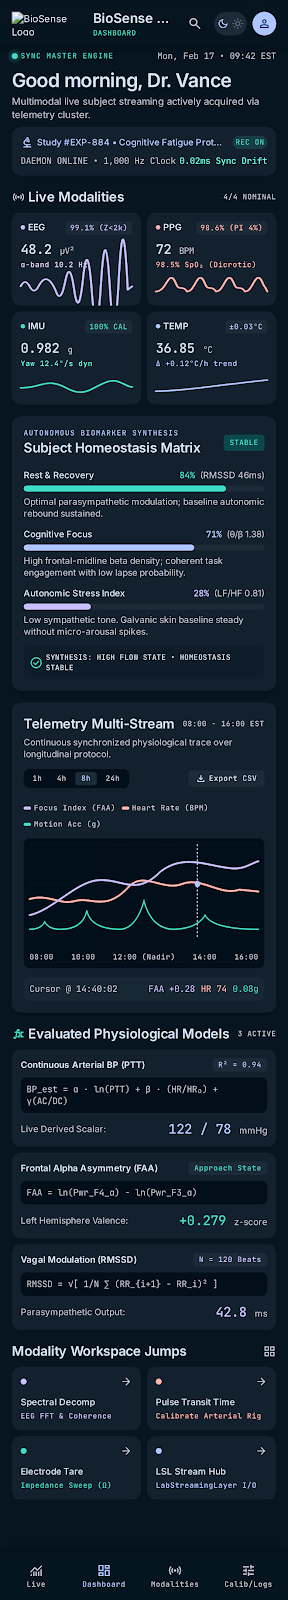 BioSense Logo
BioSense ...
DASHBOARD
SYNC MASTER ENGINE
Mon, Feb 17 • 09:42 EST
Good morning, Dr. Vance
Multimodal live subject streaming actively acquired via
telemetry cluster.
Study #EXP-884 • Cognitive Fatigue Prot...
REC ON
DAEMON ONLINE • 1,000 Hz Clock
0.02ms Sync Drift
Live Modalities
4/4 NOMINAL
EEG
99.1% (Z<2k)
48.2 μV²
α-band 10.2 Hz
PPG
98.6% (PI 4%)
72 BPM
98.5% SpO₂ (Dicrotic)
IMU
100% CAL
0.982 g
Yaw 12.4°/s dyn
TEMP
±0.03°C
36.85 °C
Δ +0.12°C/h trend
AUTONOMOUS BIOMARKER SYNTHESIS
Subject Homeostasis Matrix
STABLE
Rest & Recovery
84% (RMSSD 46ms)
Optimal parasympathetic modulation; baseline autonomic
rebound sustained.
Cognitive Focus
71% (θ/β 1.38)
High frontal-midline beta density; coherent task
engagement with low lapse probability.
Autonomic Stress Index
28% (LF/HF 0.81)
Low sympathetic tone. Galvanic skin baseline steady
without micro-arousal spikes.
SYNTHESIS: HIGH FLOW STATE • HOMEOSTASIS
STABLE
Telemetry Multi-Stream
08:00 - 16:00 EST
Continuous synchronized physiological trace over
longitudinal protocol.
1h 4h 8h 24h
Export CSV
Focus Index (FAA)
Heart Rate (BPM)
Motion Acc (g)
08:00 10:00 12:00 (Nadir) 14:00 16:00
Cursor @ 14:40:02
FAA +0.28 HR 74 0.08g
Evaluated Physiological Models
3 ACTIVE
Continuous Arterial BP (PTT)
R² = 0.94
BP_est = α · ln(PTT) + β · (HR/HR₀) +
γ(AC/DC)
Live Derived Scalar:
122 / 78 mmHg
Frontal Alpha Asymmetry (FAA)
Approach State
FAA = ln(Pwr_F4_α) - ln(Pwr_F3_α)
Left Hemisphere Valence:
+0.279 z-score
Vagal Modulation (RMSSD)
N = 120 Beats
RMSSD = √[ 1/N ∑ (RR_{i+1} - RR_i)² ]
Parasympathetic Output:
42.8 ms
Modality Workspace Jumps
Spectral Decomp
EEG FFT & Coherence
Pulse Transit Time
Calibrate Arterial Rig
Electrode Tare
Impedance Sweep (Ω)
LSL Stream Hub
LabStreamingLayer I/O
Live
Dashboard
Modalities
Calib/Logs